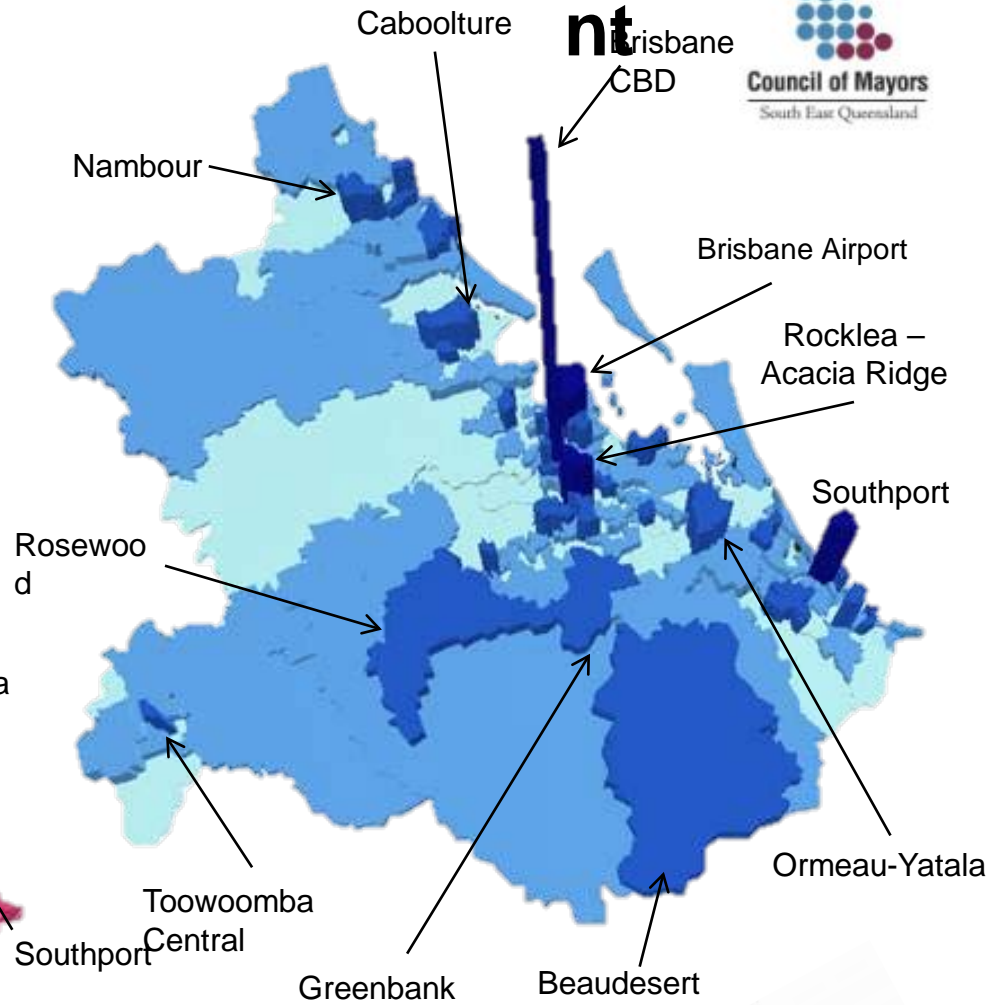 Caboolture
nt
Brisbane
CBD
Council of Mayors
South East Queensland
Nambour
Brisbane Airport
Rocklea –
Acacia Ridge
Southport
Rosewoo
d
a
Ormeau-Yatala
Toowoomba
Central
Southport
Greenbank
Beaudesert